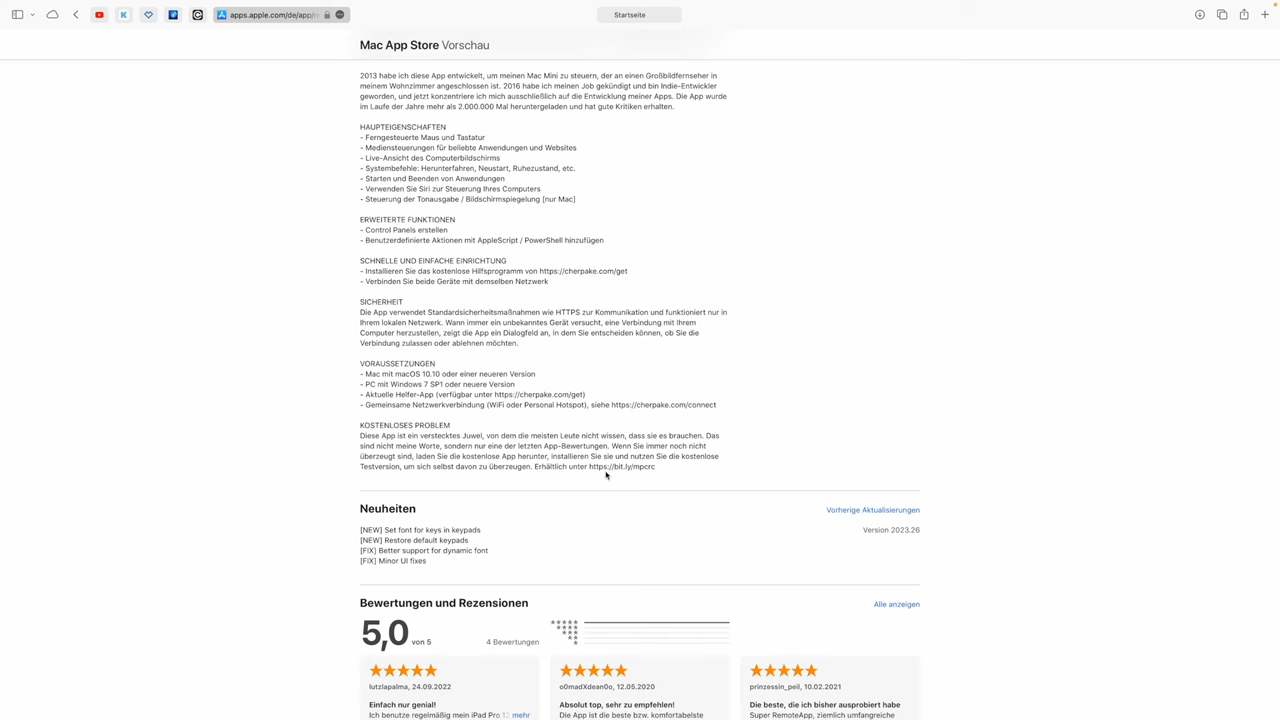 apps.apple.com/de/app/re
Startseite
Mac App Store Vorschau
2013 habe ich diese App entwickelt, um meinen Mac Mini zu steuern, der an einen Großbildfernseher in
meinem Wohnzimmer angeschlossen ist. 2016 habe ich meinen Job gekündigt und bin Indie-Entwickler
geworden, und jetzt konzentriere ich mich ausschließlich auf die Entwicklung meiner Apps. Die App wurde
im Laufe der Jahre mehr als 2.000.000 Mal heruntergeladen und hat gute Kritiken erhalten.
HAUPTEIGENSCHAFTEN
- Ferngesteuerte Maus und Tastatur
- Mediensteuerungen für beliebte Anwendungen und Websites
- Live-Ansicht des Computerbildschirms
- Systembefehle: Herunterfahren, Neustart, Ruhezustand, etc.
- Starten und Beenden von Anwendungen
- Verwenden Sie Siri zur Steuerung Ihres Computers
- Steuerung der Tonausgabe / Bildschirmspiegelung [nur Mac]
ERWEITERTE FUNKTIONEN
- Control Panels erstellen
- Benutzerdefinierte Aktionen mit AppleScript / PowerShell hinzufügen
SCHNELLE UND EINFACHE EINRICHTUNG
- Installieren Sie das kostenlose Hilfsprogramm von https://cherpake.com/get
- Verbinden Sie beide Geräte mit demselben Netzwerk
SICHERHEIT
Die App verwendet Standardsicherheitsmaßnahmen wie HTTPS zur Kommunikation und funktioniert nur in
Ihrem lokalen Netzwerk. Wann immer ein unbekanntes Gerät versucht, eine Verbindung mit Ihrem
Computer herzustellen, zeigt die App ein Dialogfeld an, in dem Sie entscheiden können, ob Sie die
Verbindung zulassen oder ablehnen möchten.
VORAUSSETZUNGEN
- Mac mit macOS 10.10 oder einer neueren Version
- PC mit Windows 7 SP1 oder neuere Version
- Aktuelle Helfer-App (verfügbar unter https://cherpake.com/get)
- Gemeinsame Netzwerkverbindung (WiFi oder Personal Hotspot), siehe https://cherpake.com/connect
KOSTENLOSES PROBLEM
Diese App ist ein verstecktes Juwel, von dem die meisten Leute nicht wissen, dass sie es brauchen. Das
sind nicht meine Worte, sondern nur eine der letzten App-Bewertungen. Wenn Sie immer noch nicht
überzeugt sind, laden Sie die kostenlose App herunter, installieren Sie sie und nutzen Sie die kostenlose
Testversion, um sich selbst davon zu überzeugen. Erhältlich unter https://bit.ly/mpcrc
Neuheiten
Vorherige Aktualisierungen
[NEW] Set font for keys in keypads
Version 2023.26
[NEW] Restore default keypads
[FIX] Better support for dynamic font
[FIX] Minor UI fixes
Bewertungen und Rezensionen
Alle anzeigen
5,0 von 5
4 Bewertungen
lutzlapalma, 24.09.2022
Einfach nur genial!
Ich benutze regelmäßig mein iPad Pro 12 mehr
o0madXdean0o, 12.05.2020
Absolut top, sehr zu empfehlen!
Die App ist die beste bzw. komfortabelste
prinzessin_peil, 10.02.2021
Die beste, die ich bisher ausprobiert habe
Super RemoteApp, ziemlich umfangreiche